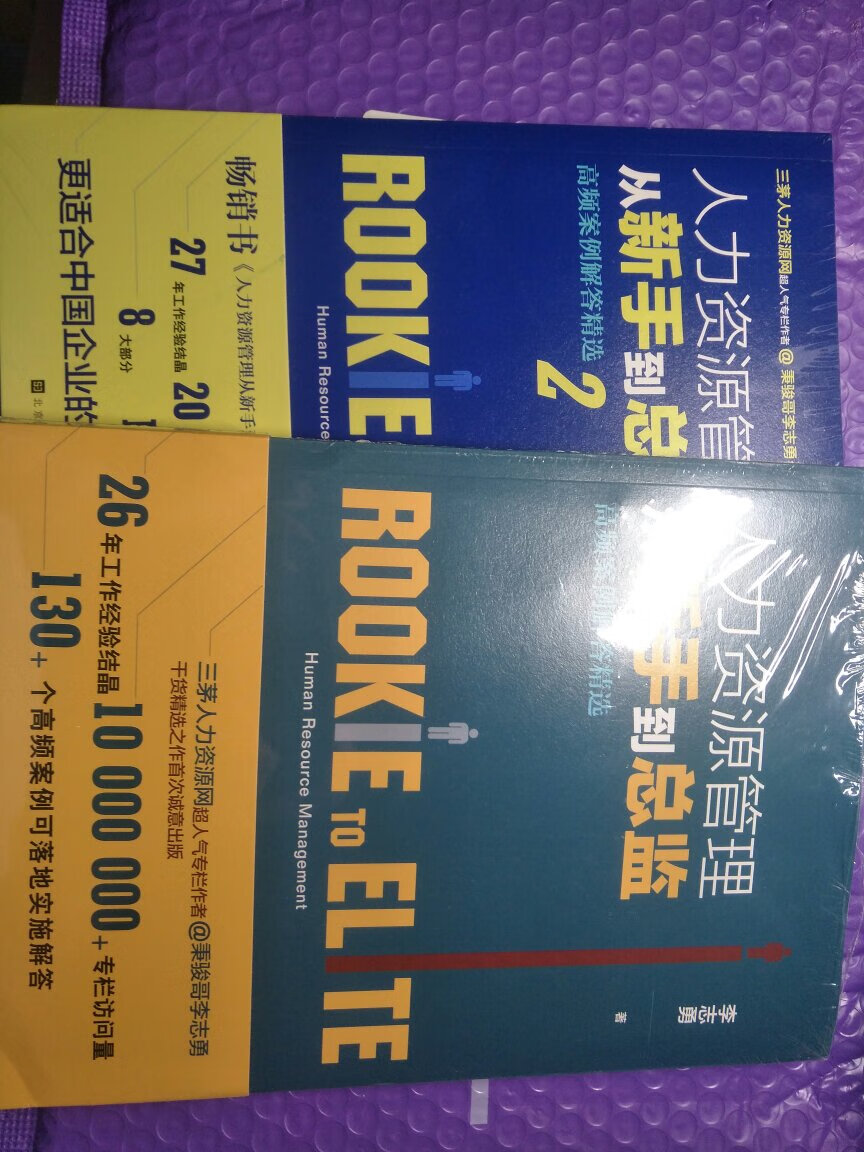 三茅人力资源网超人气专栏作者@秉骏哥李志勇
人力资源管
从新手到总
高频案例解答精选
2
ROOKIE
Human Resource
畅销书《人力资源管理从新手
27年工作经验结晶 20
8大部分
更适合中国企业的
人力资源管理
手到总监
高频案例解答精选
李志勇 著
ROOKIE TO ELITE
Human Resource Management
三茅人力资源网超人气专栏作者@秉骏哥李志勇
干货精选之作首次诚意出版
26年工作经验结晶 10 000 000+专栏访问量
130+个高频案例可落地实施解答